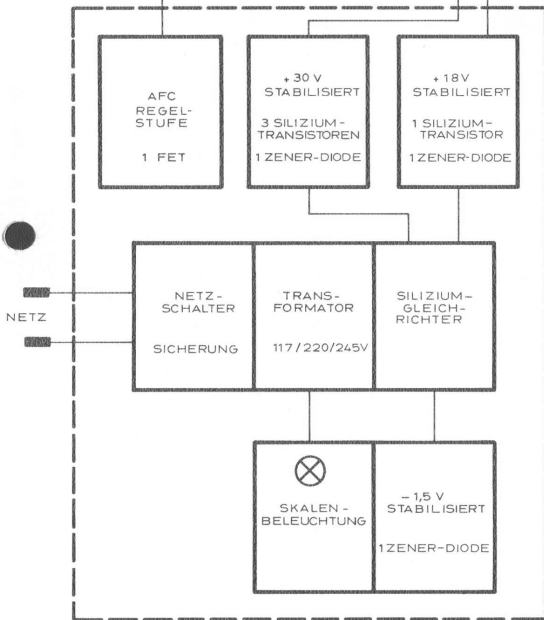 AFC
REGEL-
STUFE
1 FET
+ 30 V
STABILISIERT
3 SILIZIUM-
TRANSISTOREN
1 ZENER-DIODE
+ 18 V
STABILISIERT
1 SILIZIUM-
TRANSISTOR
1 ZENER-DIODE
NETZ
NETZ-
SCHALTER
SICHERUNG
TRANS-
FORMATOR
117 / 220 / 245V
SILIZIUM-
GLEICH-
RICHTER
SKALEN-
BELEUCHTUNG
- 1,5 V
STABILISIERT
1 ZENER-DIODE